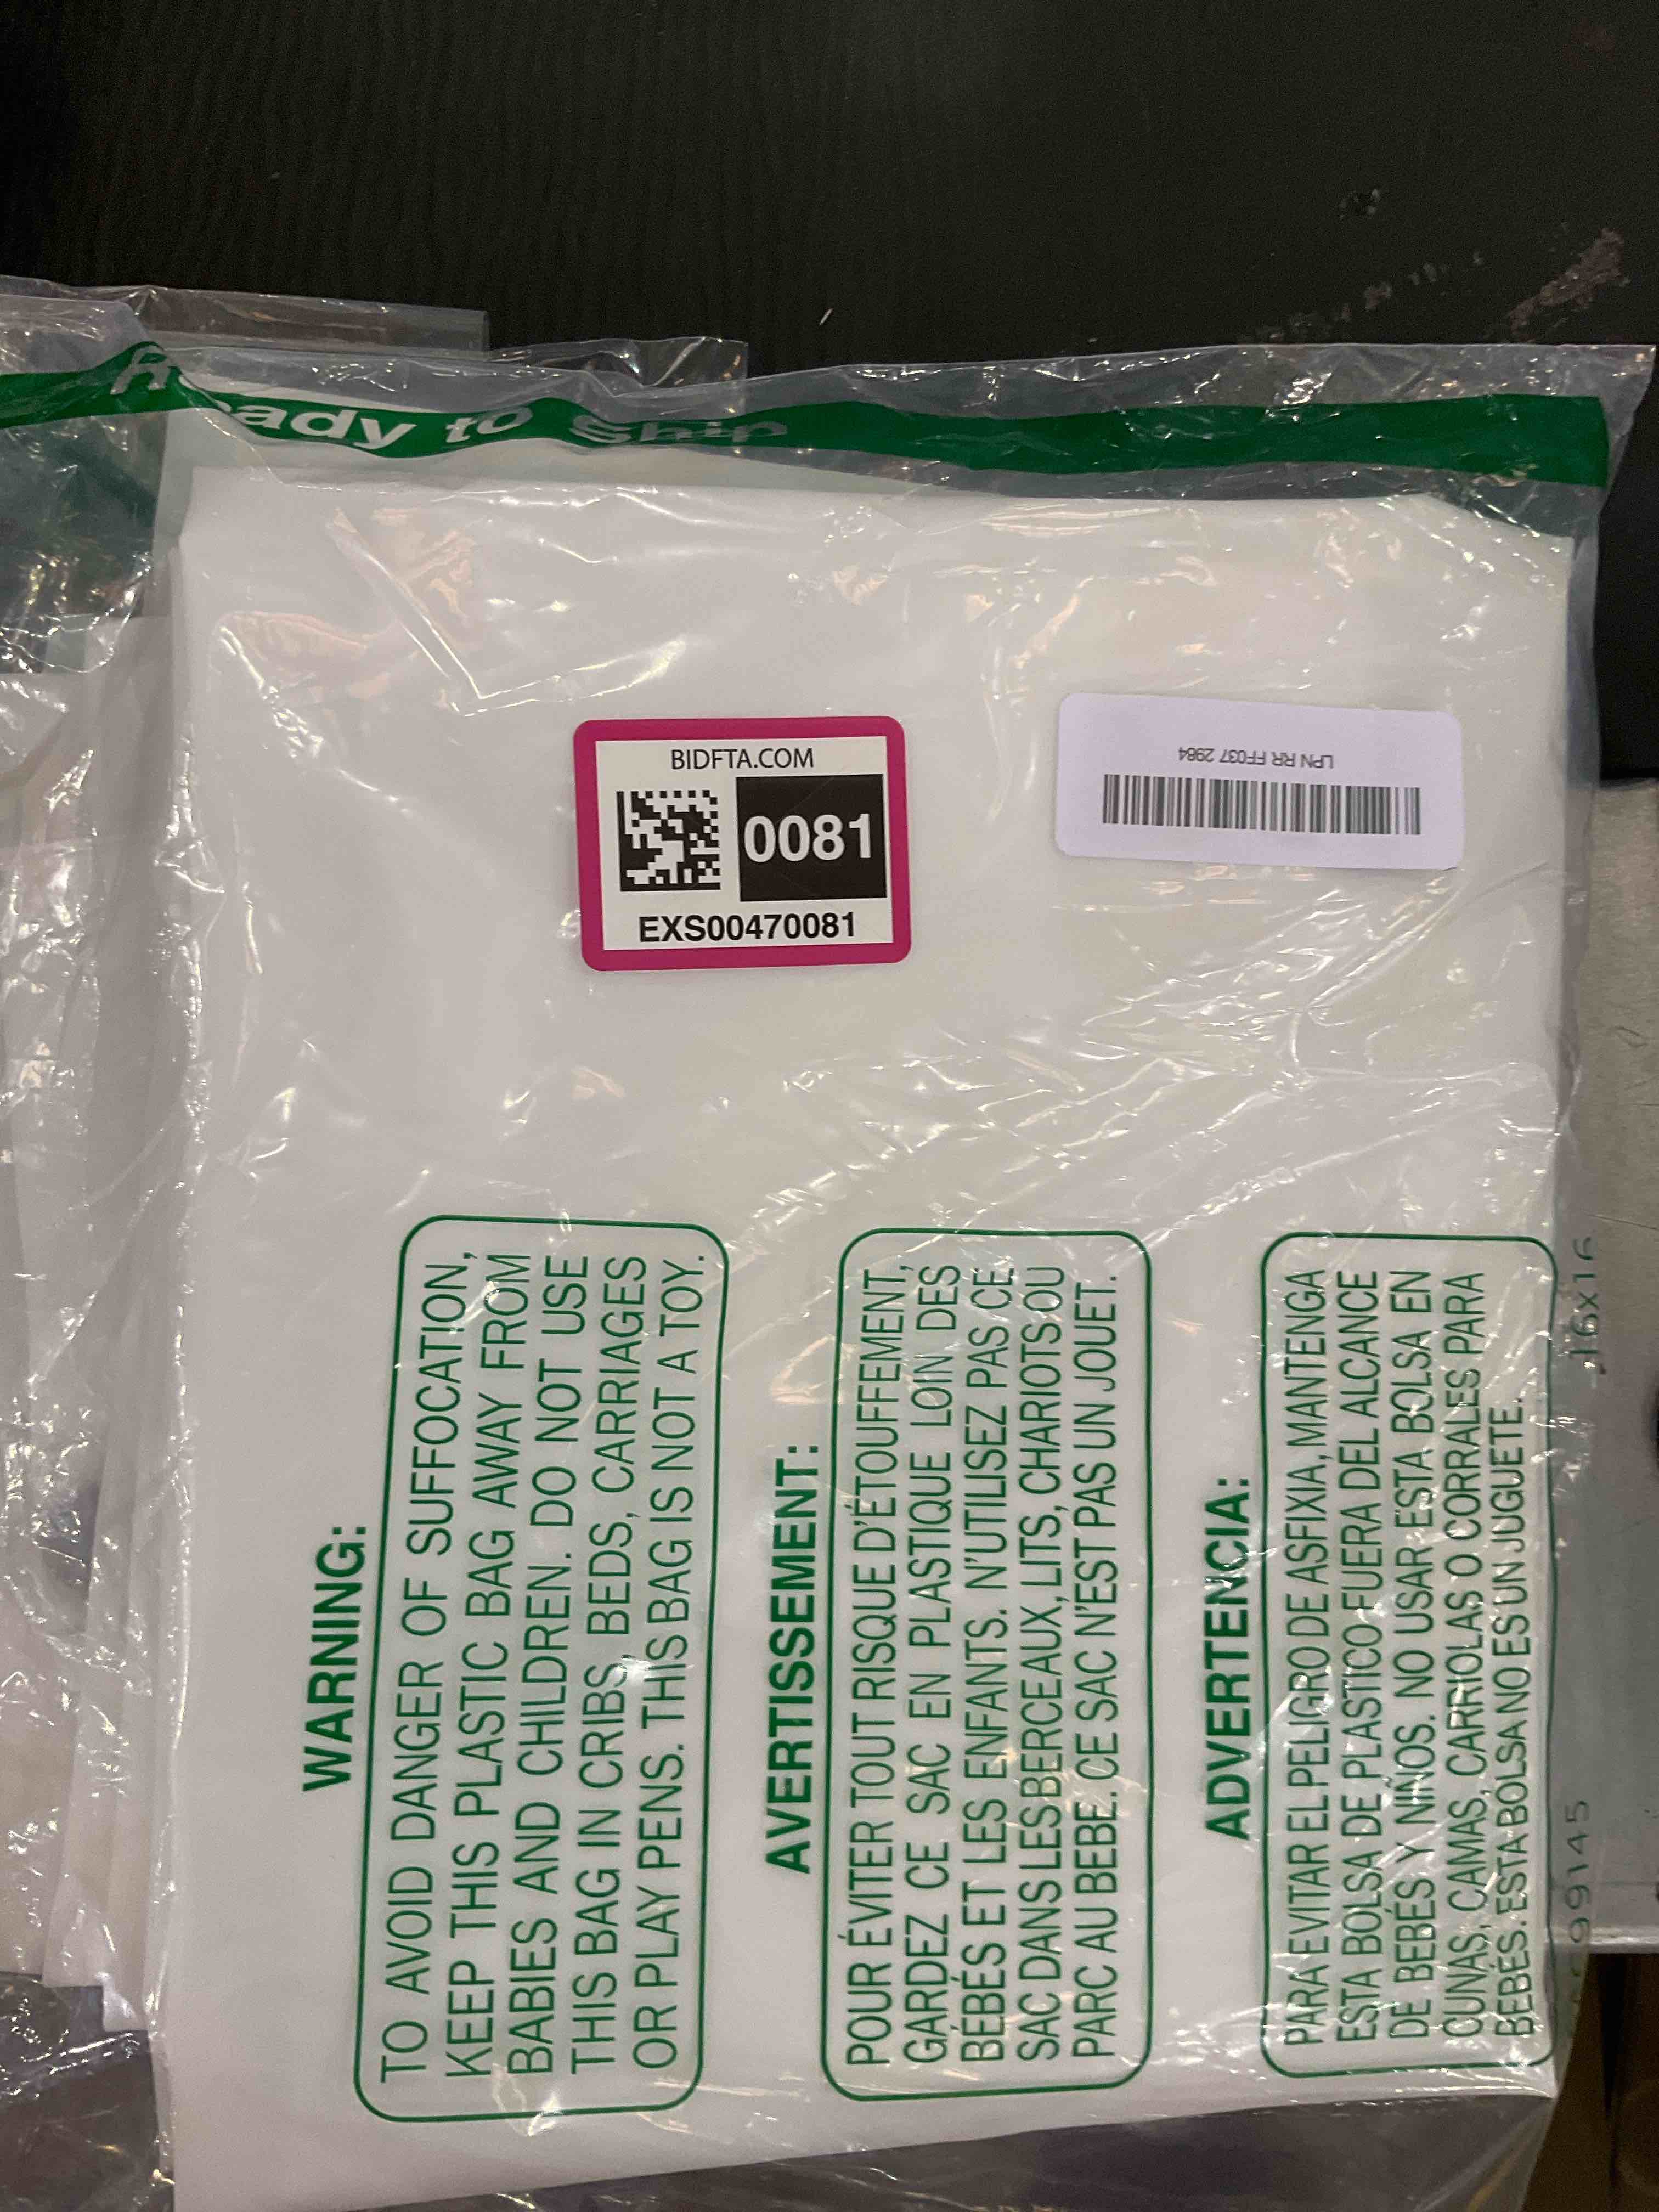 Ready to Ship
BIDFTA.COM
0081
EXS00470081
LPN RR FF037 2984
WARNING:
TO AVOID DANGER OF SUFFOCATION,
KEEP THIS PLASTIC BAG AWAY FROM
BABIES AND CHILDREN. DO NOT USE
THIS BAG IN CRIBS, BEDS, CARRIAGES
OR PLAY PENS. THIS BAG IS NOT A TOY.
AVERTISSEMENT:
POUR ÉVITER TOUT RISQUE D'ÉTOUFFEMENT,
GARDEZ CE SAC EN PLASTIQUE LOIN DES
BÉBÉS ET LES ENFANTS. N'UTILISEZ PAS CE
SAC DANS LES BERCEAUX, LITS, CHARIOTS OU
PARC AU BEBE. CE SAC N'EST PAS UN JOUET.
ADVERTENCIA:
PARA EVITAR EL PELIGRO DE ASFIXIA, MANTENGA
ESTA BOLSA DE PLASTICO FUERA DEL ALCANCE
DE BEBÉS Y NIÑOS. NO USAR ESTA BOLSA EN
CUNAS, CAMAS, CARRIOLAS O CORRALES PARA
BEBÉS. ESTA BOLSA NO ES UN JUGUETE.
99145 16x16